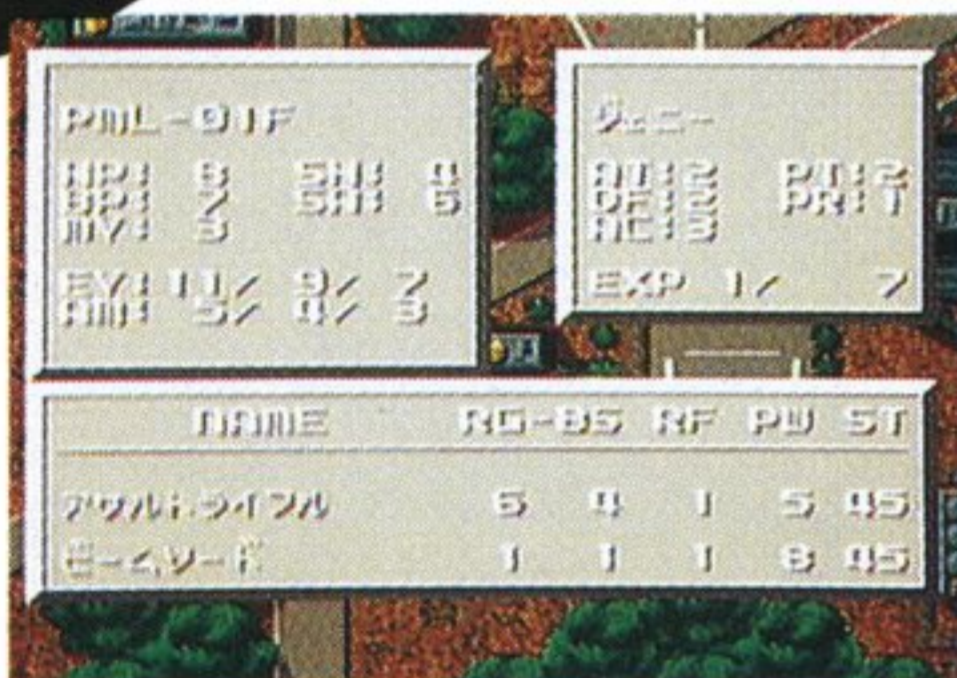 PML-01F
HP: 8 SH: 4
BP: 7 SH: 6
MV: 3
EY: 11/ 9/ 7
AM: 5/ 4/ 3
ジェニー
AT:2 PT:2
DF:2 PR:1
AC:3
EXP 1/ 7
NAME RG-BS RF PW ST
アサルトライフル 6 4 1 5 45
ビームソード 1 1 1 8 45